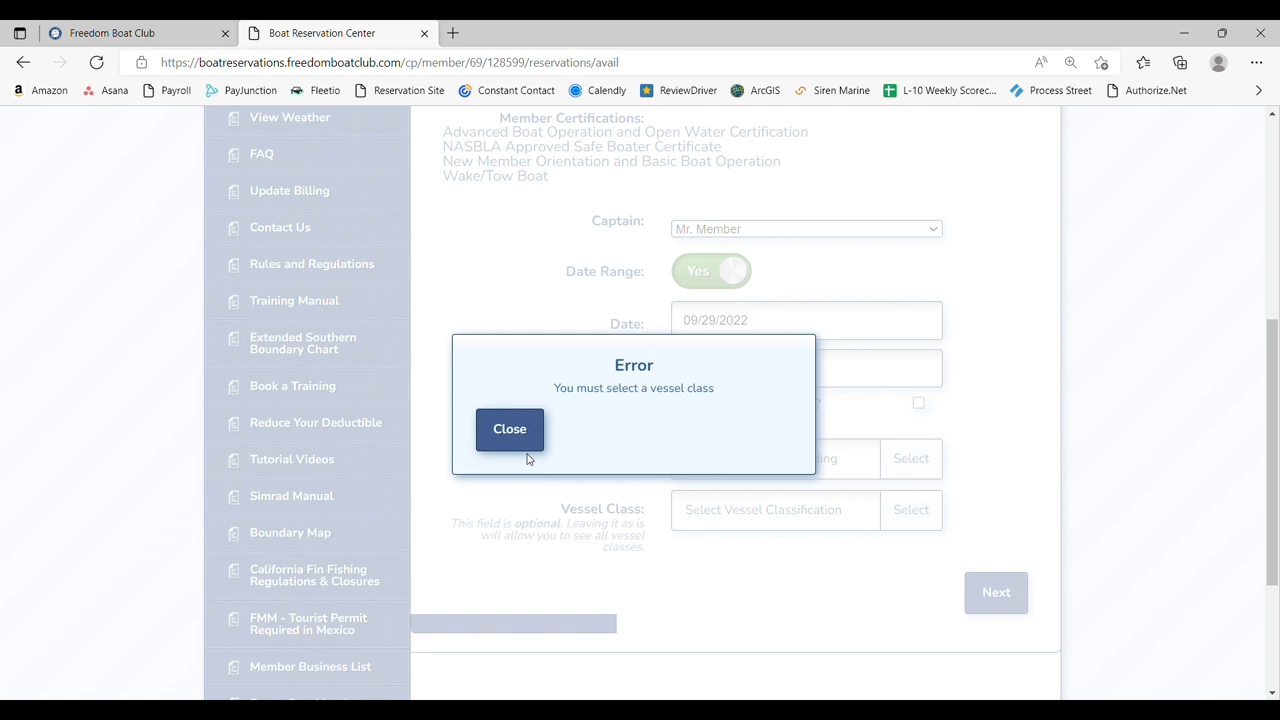 Freedom Boat Club
Boat Reservation Center
https://boatreservations.freedomboatclub.com/cp/member/69/128599/reservations/avail
Amazon
Asana
Payroll
PayJunction
Fleetio
Reservation Site
Constant Contact
Calendly
ReviewDriver
ArcGIS
Siren Marine
L-10 Weekly Scorec...
Process Street
Authorize.Net
View Weather
FAQ
Update Billing
Contact Us
Rules and Regulations
Training Manual
Extended Southern
Boundary Chart
Book a Training
Reduce Your Deductible
Tutorial Videos
Simrad Manual
Boundary Map
California Fin Fishing
Regulations & Closures
FMM - Tourist Permit
Required in Mexico
Member Business List
Member Certifications:
Advanced Boat Operation and Open Water Certification
NASBLA Approved Safe Boater Certificate
New Member Orientation and Basic Boat Operation
Wake/Tow Boat
Captain:
Mr. Member
Date Range:
Yes
Date:
09/29/2022
Error
You must select a vessel class
Close
?
ing
Select
Vessel Class:
This field is optional. Leaving it as is
will allow you to see all vessel
classes.
Select Vessel Classification
Select
Next